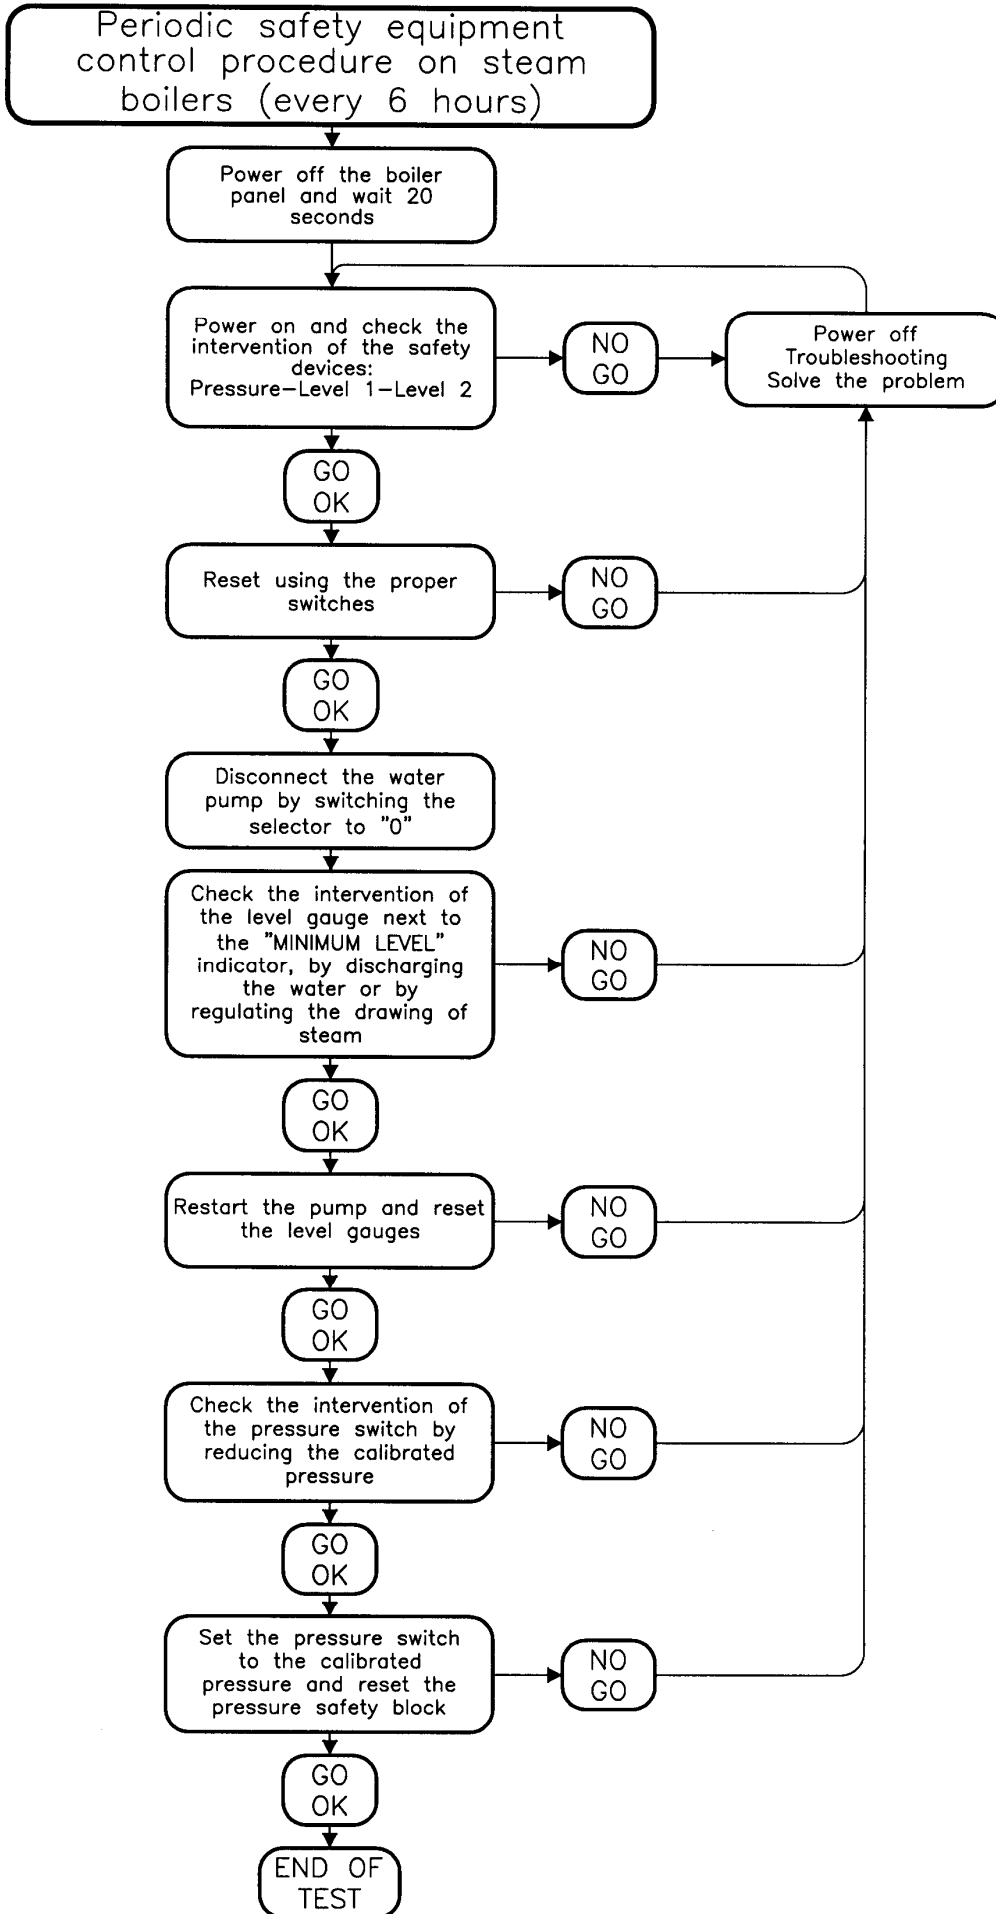 Periodic safety equipment
control procedure on steam
boilers (every 6 hours)
Power off the boiler
panel and wait 20
seconds
Power on and check the
intervention of the safety
devices:
Pressure-Level 1-Level 2
NO
GO
Power off
Troubleshooting
Solve the problem
GO
OK
Reset using the proper
switches
NO
GO
GO
OK
Disconnect the water
pump by switching the
selector to "0"
Check the intervention of
the level gauge next to
the "MINIMUM LEVEL"
indicator, by discharging
the water or by
regulating the drawing of
steam
NO
GO
GO
OK
Restart the pump and reset
the level gauges
NO
GO
GO
OK
Check the intervention of
the pressure switch by
reducing the calibrated
pressure
NO
GO
GO
OK
Set the pressure switch
to the calibrated
pressure and reset the
pressure safety block
NO
GO
GO
OK
END OF
TEST